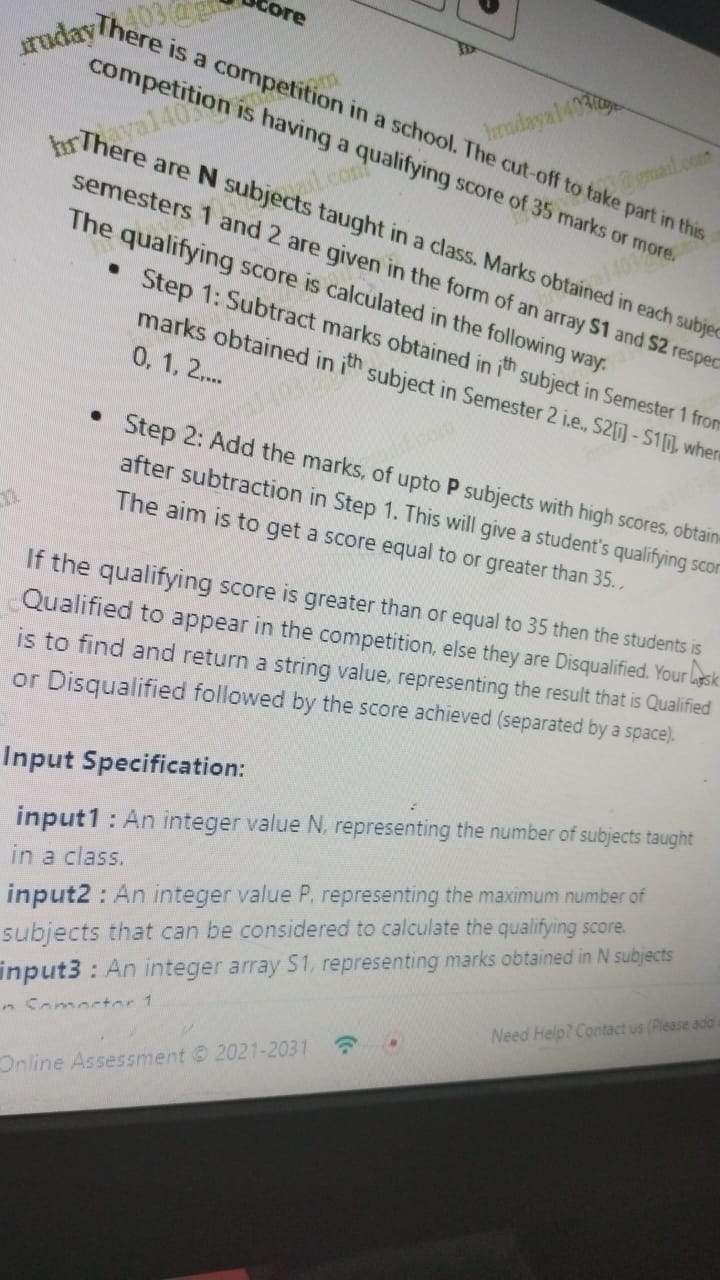 Score
There is a competition in a school. The cut-off to take part in this
competition is having a qualifying score of 35 marks or more.
There are N subjects taught in a class. Marks obtained in each subjec
semesters 1 and 2 are given in the form of an array S1 and S2 respec
The qualifying score is calculated in the following way:
• Step 1: Subtract marks obtained in ith subject in Semester 1 from
marks obtained in ith subject in Semester 2 i.e., S2[i] - S1[i], wher
0, 1, 2,...
• Step 2: Add the marks, of upto P subjects with high scores, obtain
after subtraction in Step 1. This will give a student's qualifying scor
The aim is to get a score equal to or greater than 35. .
If the qualifying score is greater than or equal to 35 then the students is
Qualified to appear in the competition, else they are Disqualified. Your task
is to find and return a string value, representing the result that is Qualified
or Disqualified followed by the score achieved (separated by a space).
Input Specification:
input1 : An integer value N, representing the number of subjects taught
in a class.
input2 : An integer value P, representing the maximum number of
subjects that can be considered to calculate the qualifying score.
input3 : An integer array S1, representing marks obtained in N subjects
n Semester 1
Online Assessment © 2021-2031
Need Help? Contact us (Please add